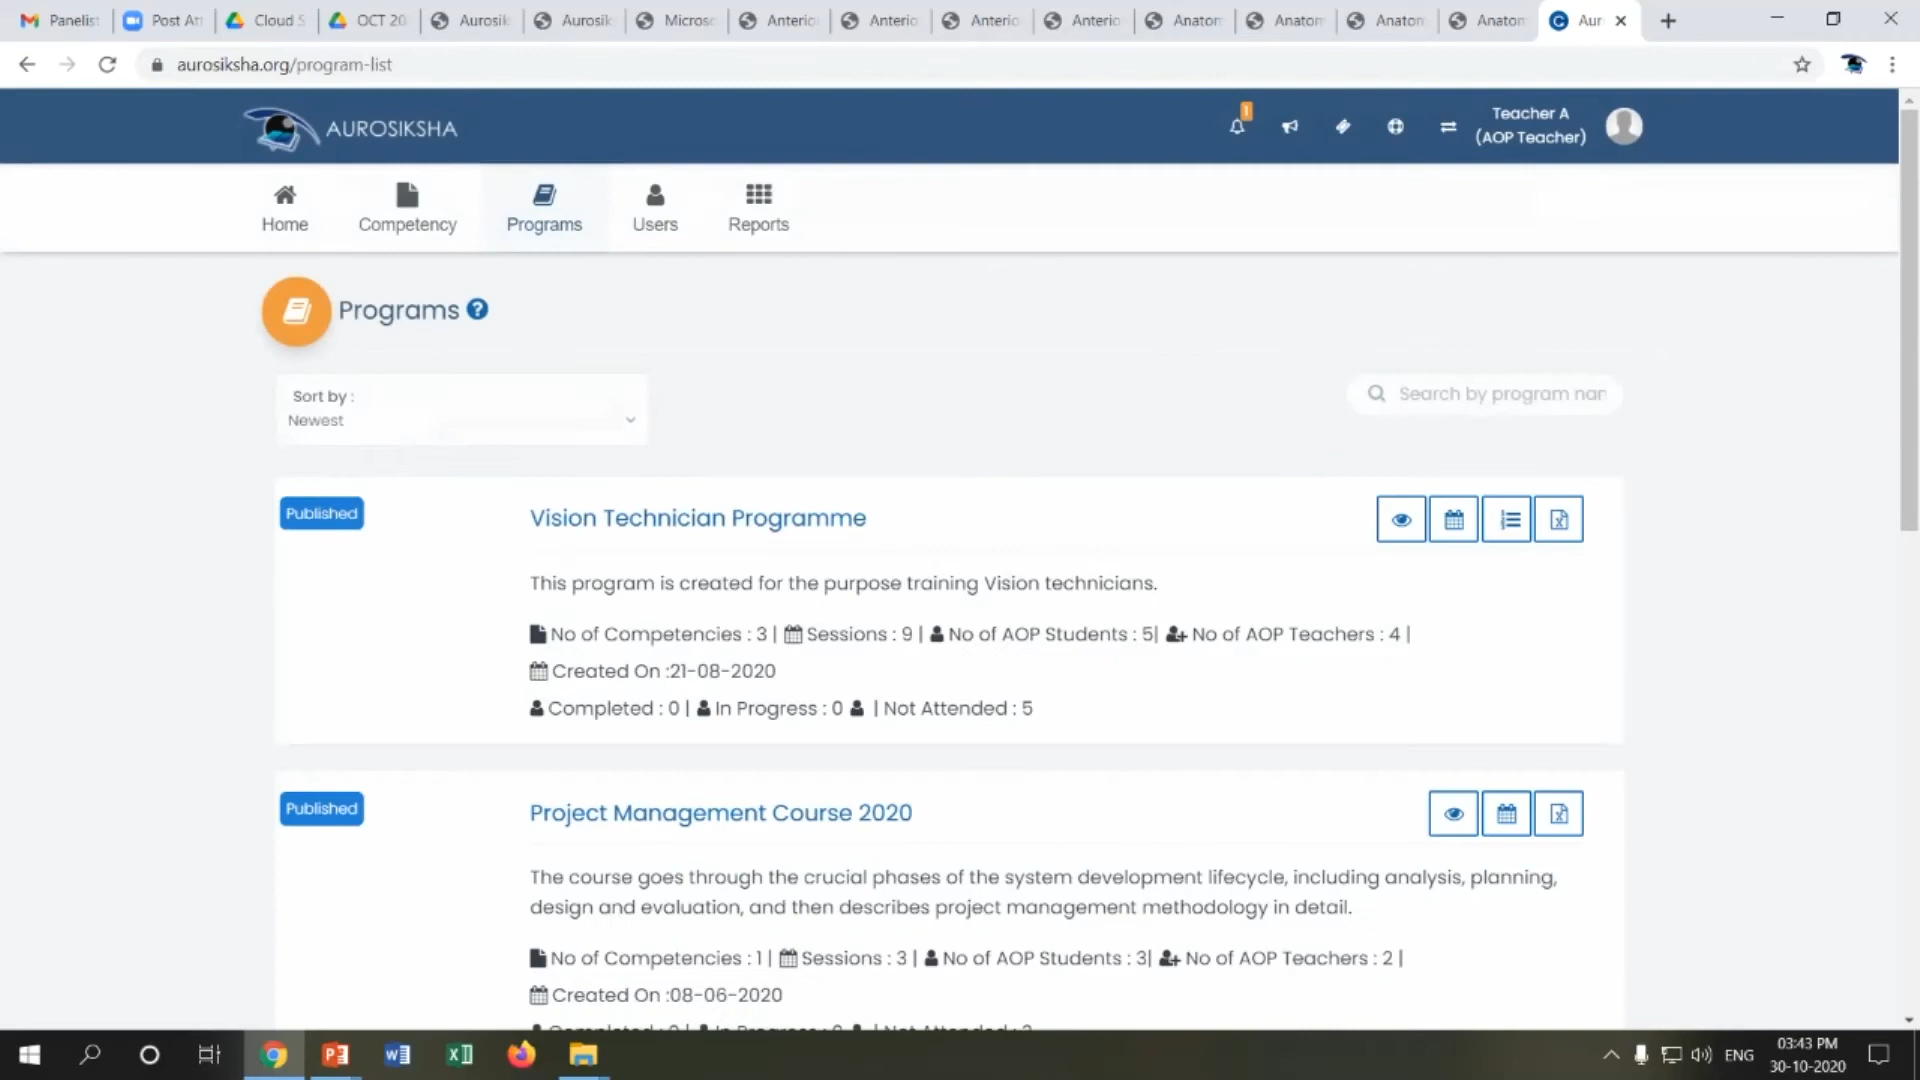 Panelist
Post Att
Cloud S
OCT 20
Aurosik
Aurosik
Microso
Anterio
Anterio
Anterio
Anterio
Anatom
Anatom
Anatom
Anatom
Aur
aurosiksha.org/program-list
AUROSIKSHA
1
Teacher A
(AOP Teacher)
Home
Competency
Programs
Users
Reports
Programs
Sort by :
Newest
Search by program nar
Published
Vision Technician Programme
This program is created for the purpose training Vision technicians.
No of Competencies : 3 | Sessions : 9 | No of AOP Students : 5| No of AOP Teachers : 4 |
Created On :21-08-2020
Completed : 0 | In Progress : 0 | Not Attended : 5
Published
Project Management Course 2020
The course goes through the crucial phases of the system development lifecycle, including analysis, planning,
design and evaluation, and then describes project management methodology in detail.
No of Competencies : 1 | Sessions : 3 | No of AOP Students : 3| No of AOP Teachers : 2 |
Created On :08-06-2020
ENG
03:43 PM
30-10-2020